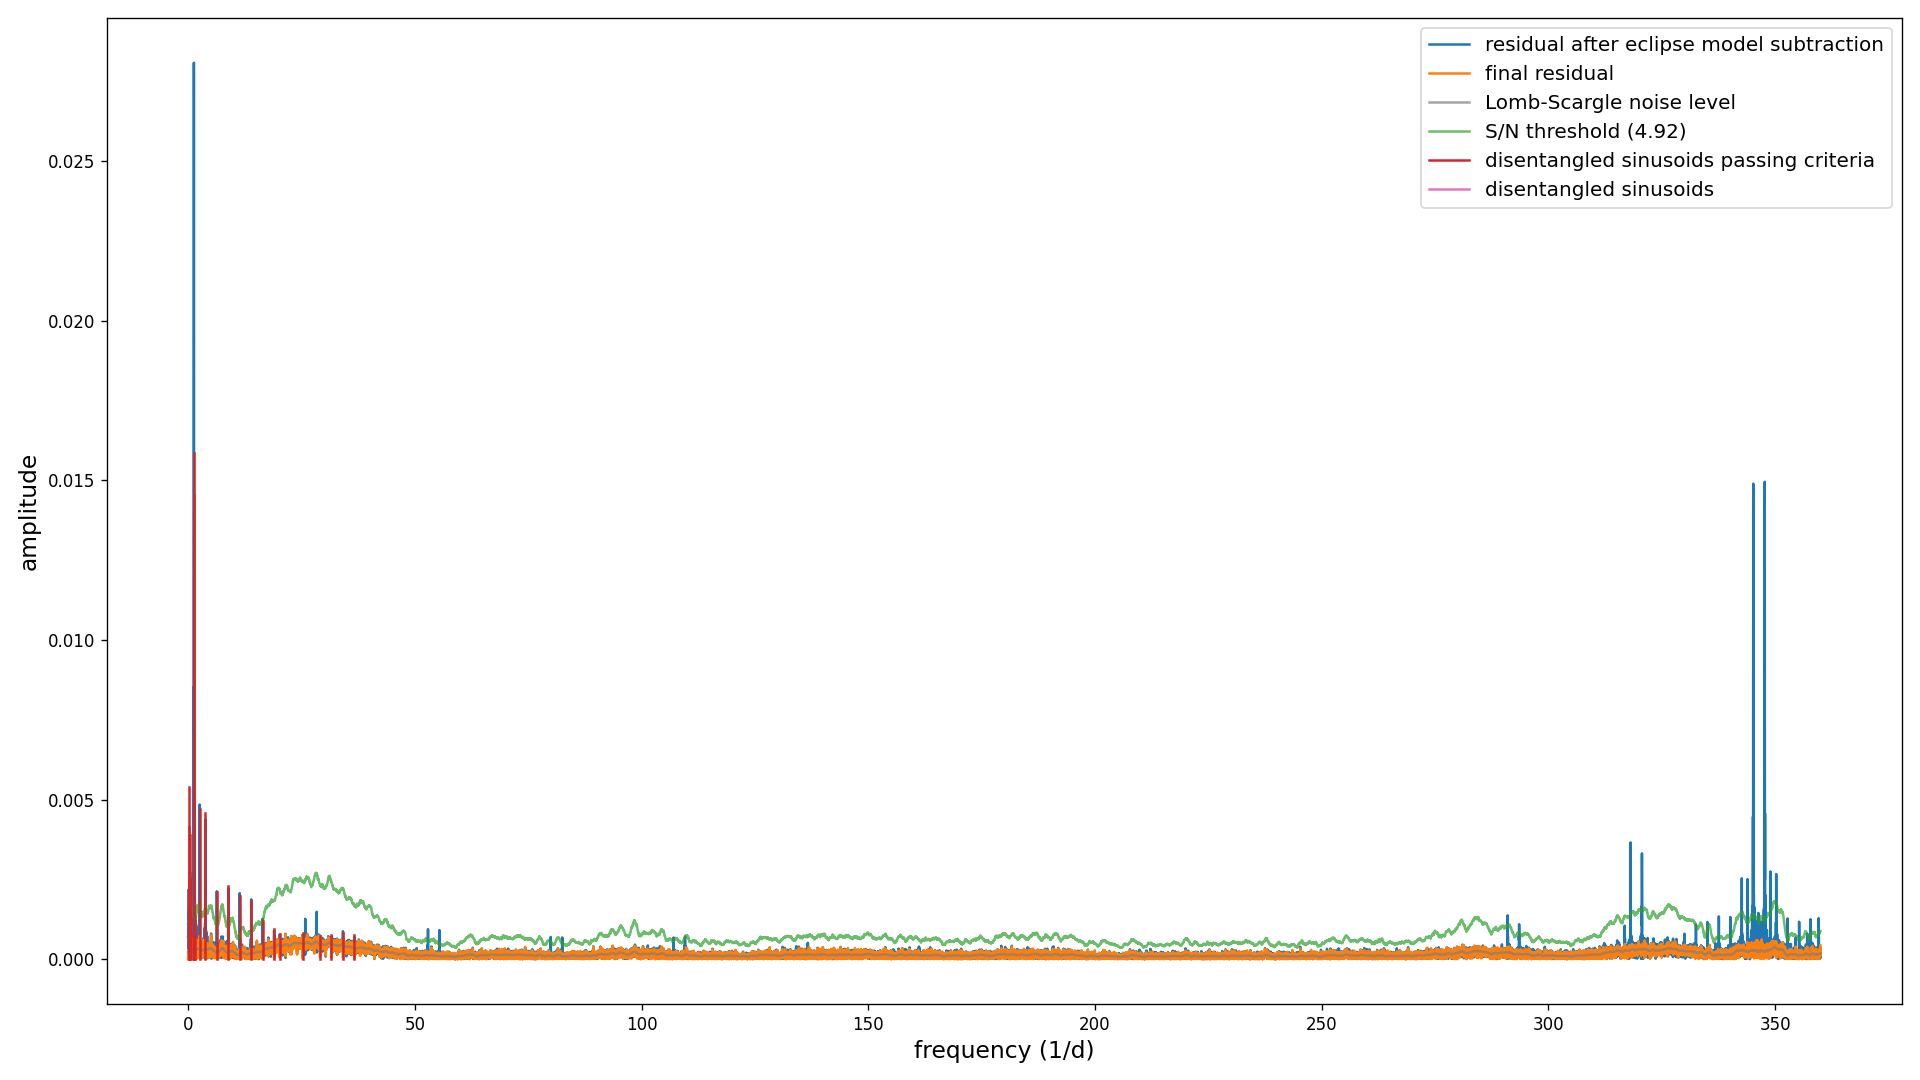 residual after eclipse model subtraction
final residual
Lomb-Scargle noise level
S/N threshold (4.92)
disentangled sinusoids passing criteria
disentangled sinusoids
amplitude
0.025
0.020
0.015
0.010
0.005
0.000
0 50 100 150 200 250 300 350
frequency (1/d)